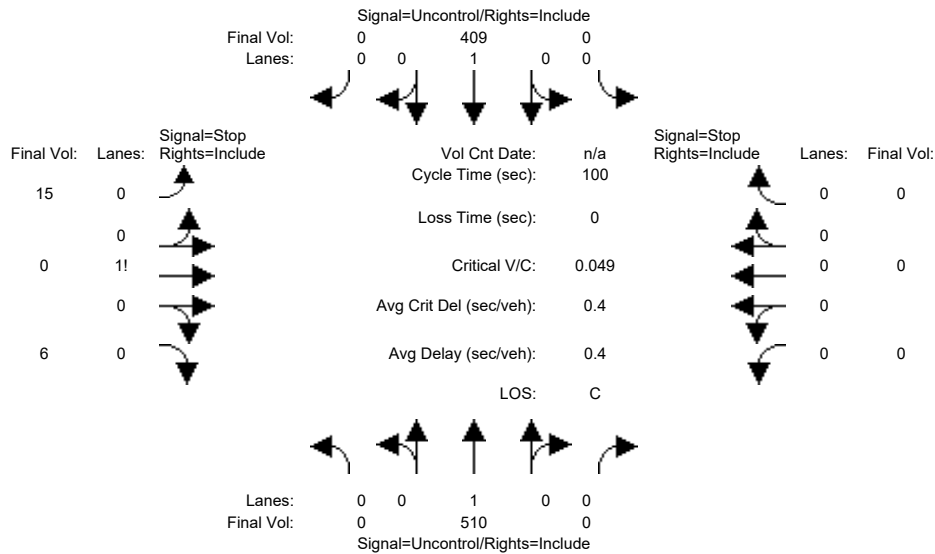 Signal=Uncontrol/Rights=Include
Final Vol: 0 409 0
Lanes: 0 0 1 0 0
Signal=Stop Signal=Stop
Final Vol: Lanes: Rights=Include Vol Cnt Date: n/a Rights=Include Lanes: Final Vol:
Cycle Time (sec): 100
15 0 0 0
Loss Time (sec): 0
0 0
0 1! Critical V/C: 0.049 0 0
0 Avg Crit Del (sec/veh): 0.4 0
6 0 Avg Delay (sec/veh): 0.4 0 0
LOS: C
Lanes: 0 0 1 0 0
Final Vol: 0 510 0
Signal=Uncontrol/Rights=Include